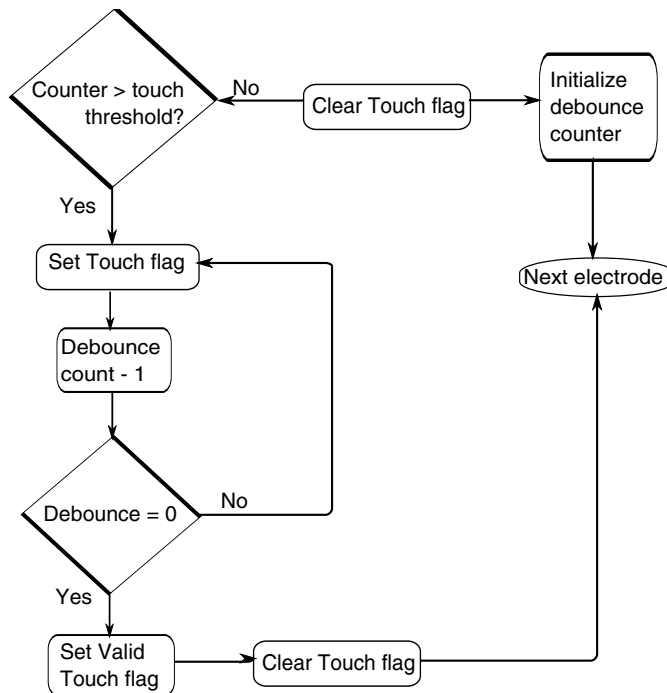 Counter > touch
threshold?
No
Clear Touch flag
Initialize
debounce
counter
Yes
Set Touch flag
Next electrode
Debounce
count - 1
Debounce = 0
No
Yes
Set Valid
Touch flag
Clear Touch flag